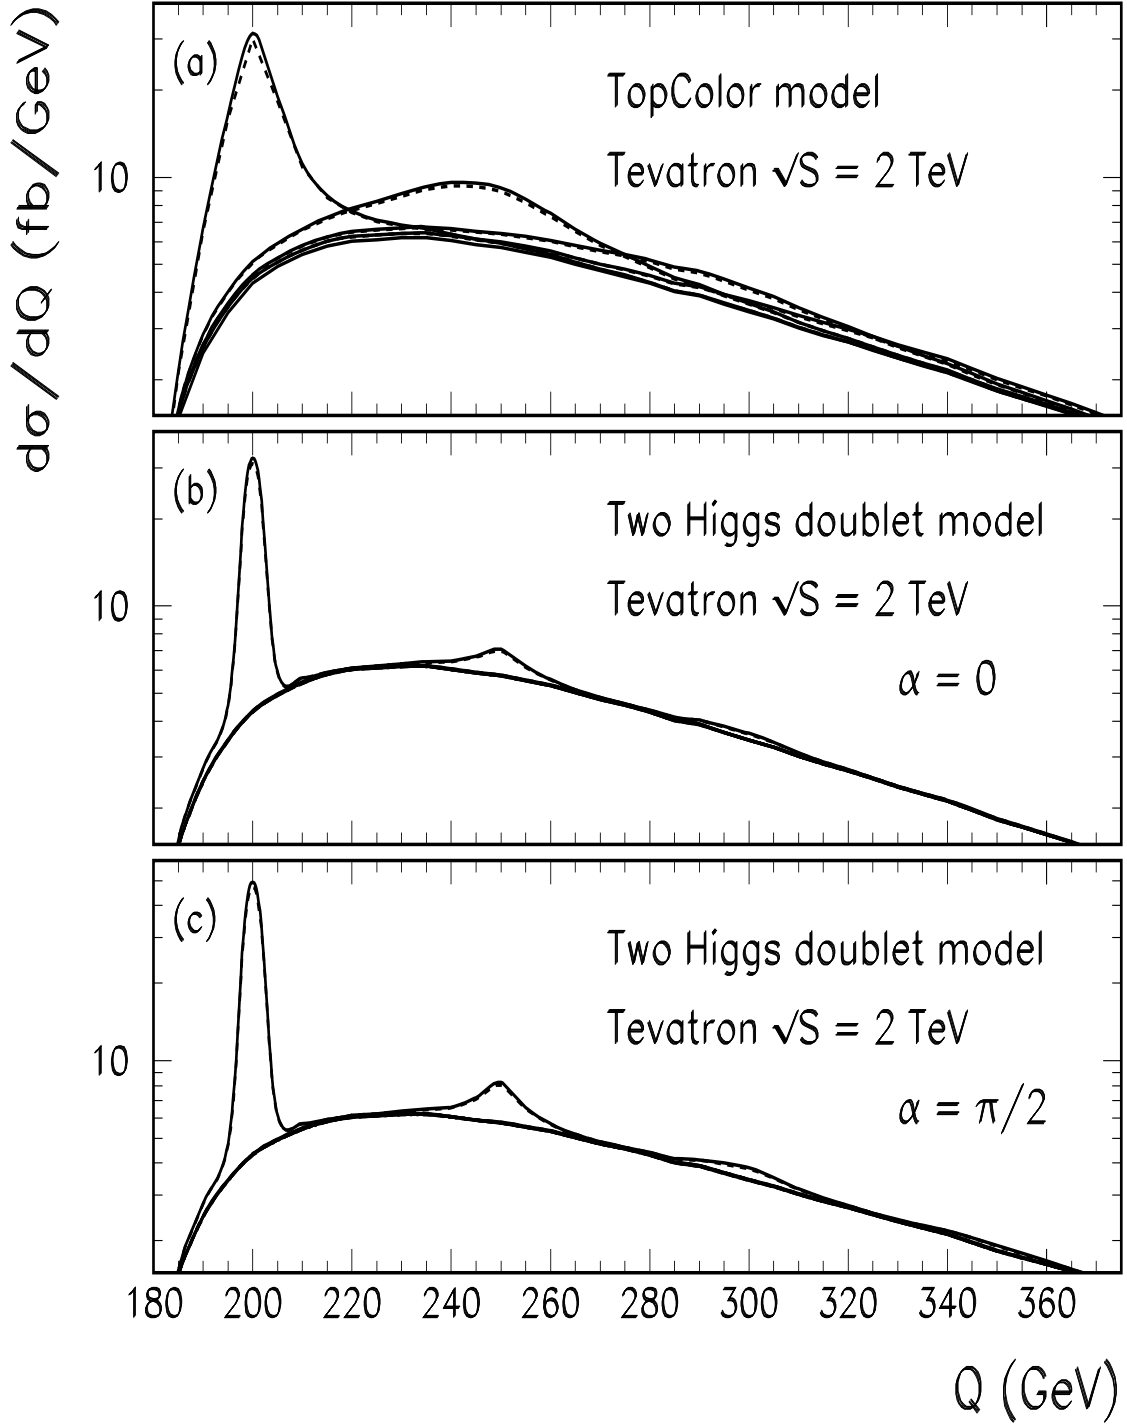 dσ/dQ (fb/GeV)
(a)
TopColor model
Tevatron √S = 2 TeV
10
(b)
Two Higgs doublet model
Tevatron √S = 2 TeV
10
α = 0
(c)
Two Higgs doublet model
Tevatron √S = 2 TeV
10
α = π/2
180 200 220 240 260 280 300 320 340 360
Q (GeV)